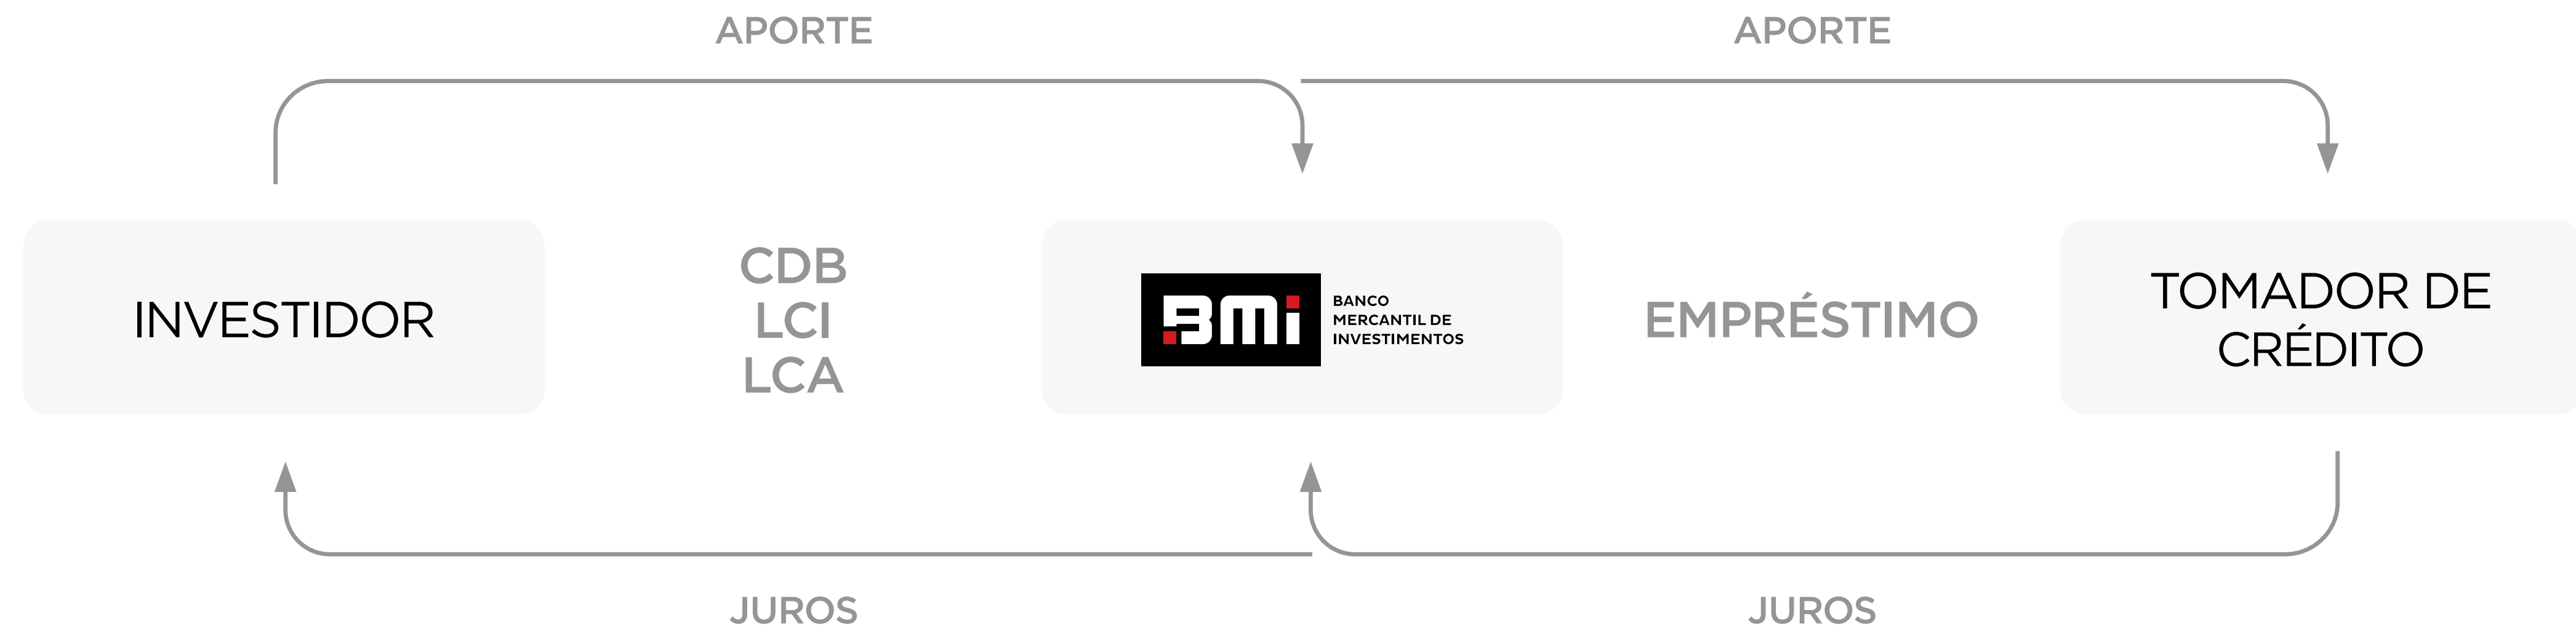 APORTE
APORTE
INVESTIDOR
CDB
LCI
LCA
BMi
BANCO
MERCANTIL DE
INVESTIMENTOS
EMPRÉSTIMO
TOMADOR DE
CRÉDITO
JUROS
JUROS